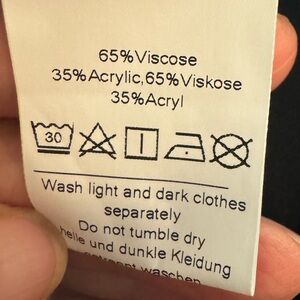 65%Viscose
35%Acrylic,65%Viskose
35%Acryl
30
Wash light and dark clothes
separately
Do not tumble dry
helle und dunkle Kleidung
getrennt waschen